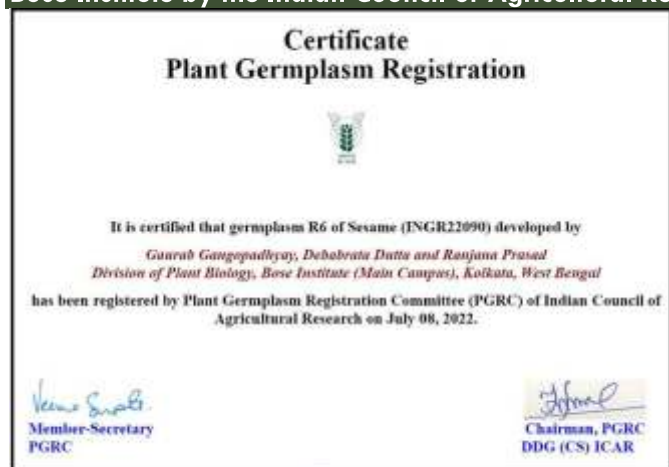 Certificate
Plant Germplasm Registration
It is certified that germplasm R6 of Sesame (INGR22090) developed by
Gaurab Gangopadhyay, Debabrata Dutta and Ranjana Prasad
Division of Plant Biology, Bose Institute (Main Campus), Kolkata, West Bengal
has been registered by Plant Germplasm Registration Committee (PGRC) of Indian Council of
Agricultural Research on July 08, 2022.
Member-Secretary
PGRC
Chairman, PGRC
DDG (CS) ICAR